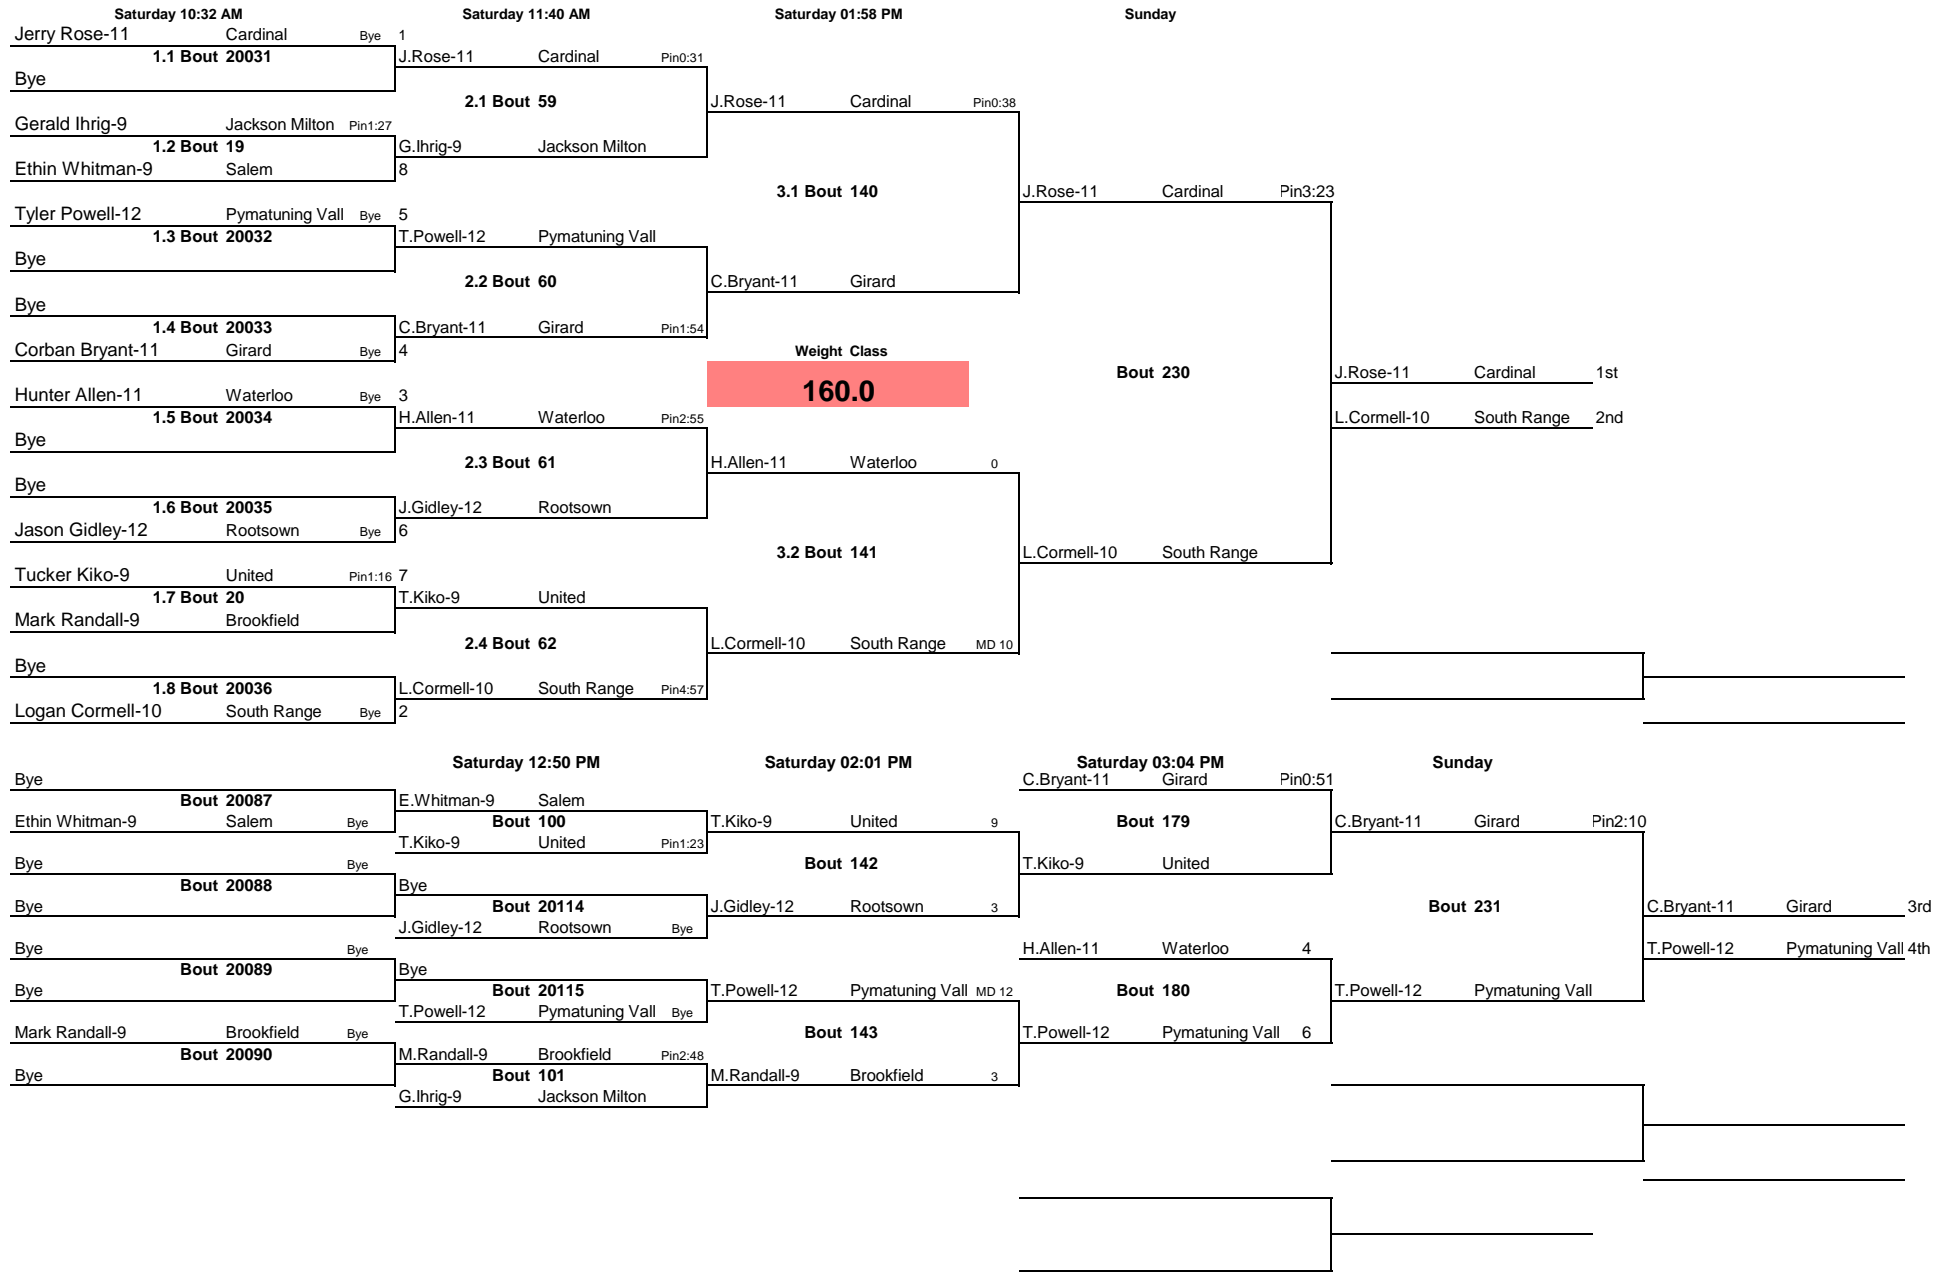 Saturday 10:32 AM Saturday 11:40 AM Saturday 01:58 PM Sunday
Jerry Rose-11 Cardinal Bye 1
1.1 Bout 20031 J.Rose-11 Cardinal Pin0:31
Bye
2.1 Bout 59 J.Rose-11 Cardinal Pin0:38
Gerald Ihrig-9 Jackson Milton Pin1:27
1.2 Bout 19 G.Ihrig-9 Jackson Milton
Ethin Whitman-9 Salem 8
3.1 Bout 140 J.Rose-11 Cardinal Pin3:23
Tyler Powell-12 Pymatuning Vall Bye 5
1.3 Bout 20032 T.Powell-12 Pymatuning Vall
Bye
2.2 Bout 60 C.Bryant-11 Girard
Bye
1.4 Bout 20033 C.Bryant-11 Girard Pin1:54
Corban Bryant-11 Girard Bye 4 Weight Class
Bout 230 J.Rose-11 Cardinal 1st
Hunter Allen-11 Waterloo Bye 3 160.0
1.5 Bout 20034 H.Allen-11 Waterloo Pin2:55 L.Cormell-10 South Range 2nd
Bye
2.3 Bout 61 H.Allen-11 Waterloo 0
Bye
1.6 Bout 20035 J.Gidley-12 Rootsown
Jason Gidley-12 Rootsown Bye 6
3.2 Bout 141 L.Cormell-10 South Range
Tucker Kiko-9 United Pin1:16 7
1.7 Bout 20 T.Kiko-9 United
Mark Randall-9 Brookfield
2.4 Bout 62 L.Cormell-10 South Range MD 10
Bye
1.8 Bout 20036 L.Cormell-10 South Range Pin4:57
Logan Cormell-10 South Range Bye 2
Saturday 12:50 PM Saturday 02:01 PM Saturday 03:04 PM Sunday
Bye C.Bryant-11 Girard Pin0:51
Bout 20087 E.Whitman-9 Salem
Ethin Whitman-9 Salem Bye Bout 100 T.Kiko-9 United 9 Bout 179 C.Bryant-11 Girard Pin2:10
T.Kiko-9 United Pin1:23
Bye Bye Bout 142 T.Kiko-9 United
Bout 20088 Bye
Bye Bout 20114 J.Gidley-12 Rootsown 3 Bout 231 C.Bryant-11 Girard 3rd
J.Gidley-12 Rootsown Bye
Bye Bye H.Allen-11 Waterloo 4 T.Powell-12 Pymatuning Vall 4th
Bout 20089 Bye
Bye Bout 20115 T.Powell-12 Pymatuning Vall MD 12 Bout 180 T.Powell-12 Pymatuning Vall
T.Powell-12 Pymatuning Vall Bye
Mark Randall-9 Brookfield Bye Bout 143 T.Powell-12 Pymatuning Vall 6
Bout 20090 M.Randall-9 Brookfield Pin2:48
Bye Bout 101 M.Randall-9 Brookfield 3
G.Ihrig-9 Jackson Milton